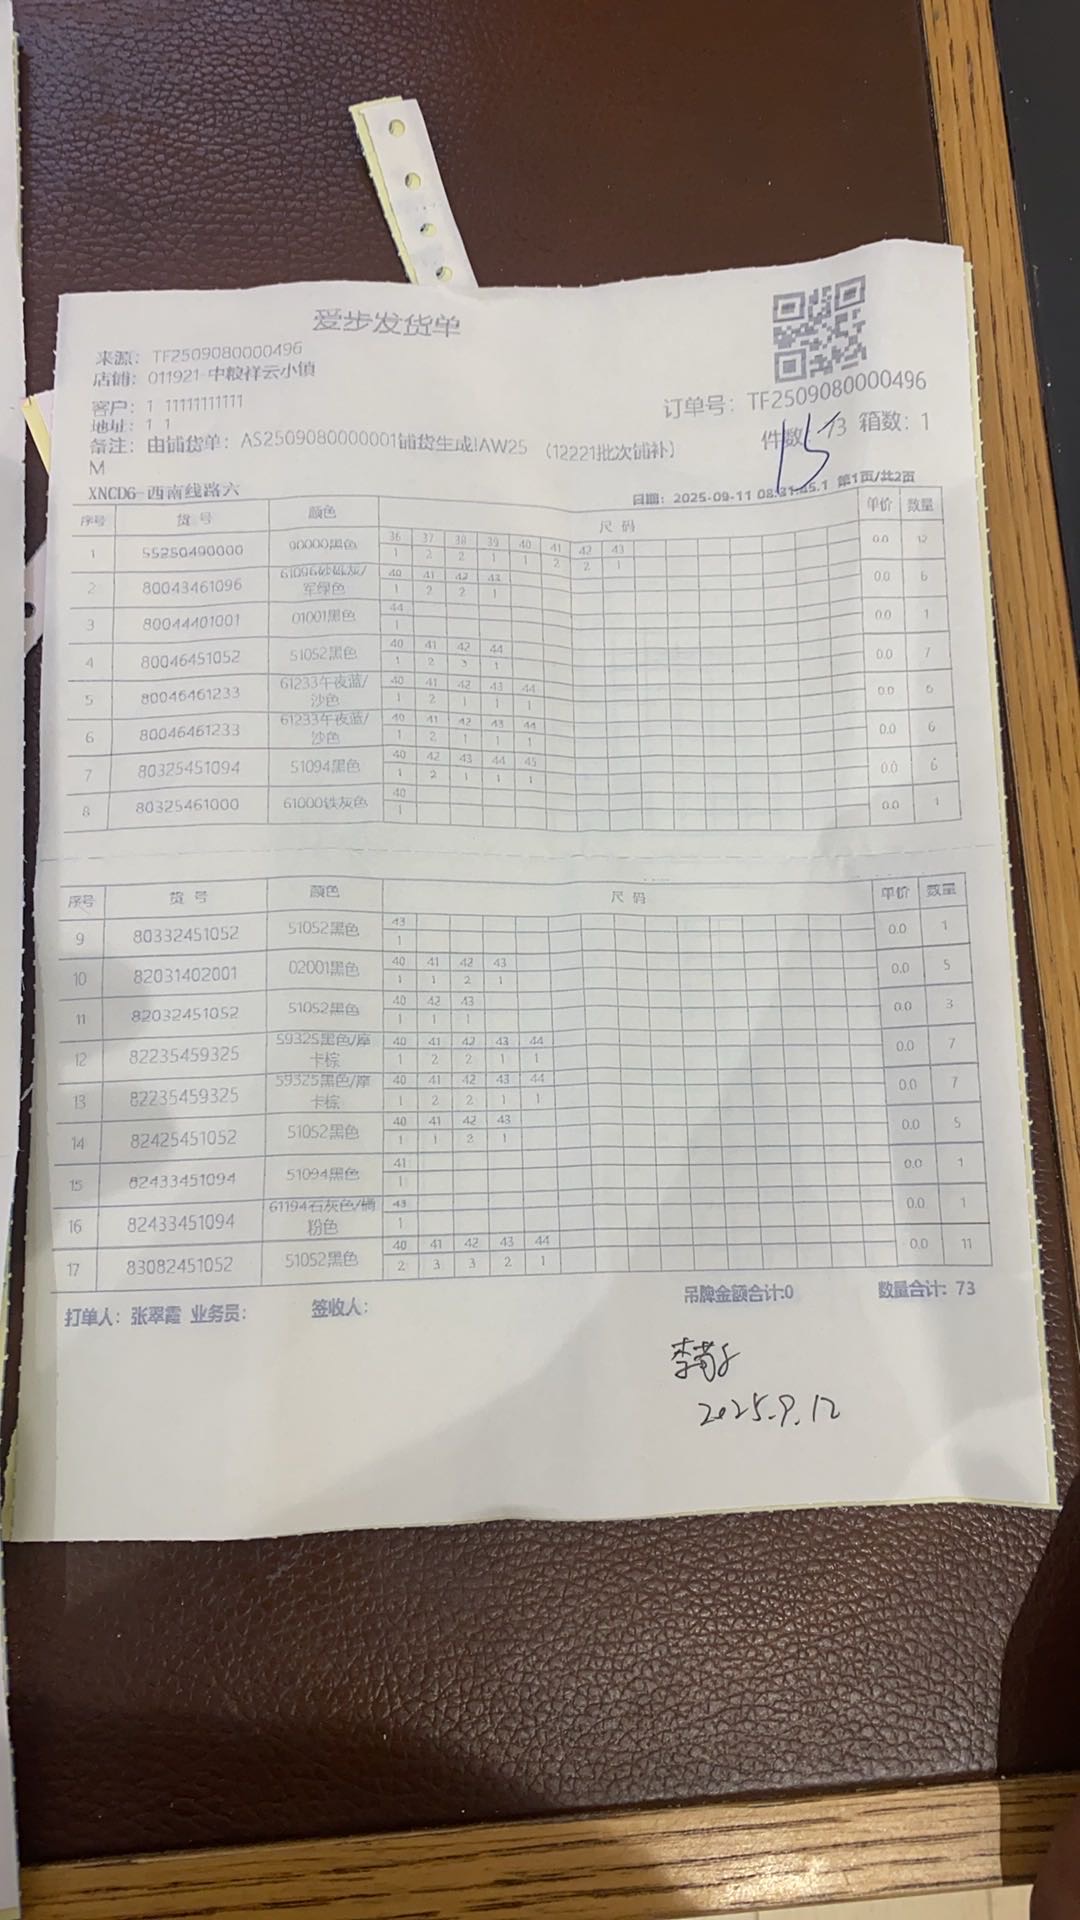 爱步发货单
来源: TF2509080000496
店铺: 011921-中粮祥云小镇
客户: 1 11111111111
订单号: TF2509080000496
地址: 1 1
件数: 73 箱数: 1
15
备注: 由铺货单: AS2509080000001铺货生成|AW25 (12221批次铺补)
M
XNCD6-西南线路六
日期: 2025-09-11 08:31:45.1 第1页/共2页
序号 货 号 颜色 尺 码 单价 数量
36 37 38 39 40 41 42 43
1 55250490000 00000黑色 1 2 2 1 1 2 2 1 0.0 12
40 41 42 43
2 80043461096 61096砂砾灰/军绿色 1 2 2 1 0.0 6
44
3 80044401001 01001黑色 1 0.0 1
40 41 42 44
4 80046451052 51052黑色 1 2 3 1 0.0 7
40 41 42 43 44
5 80046461233 61233午夜蓝/沙色 1 2 1 1 1 0.0 6
40 41 42 43 44
6 80046461233 61233午夜蓝/沙色 1 2 1 1 1 0.0 6
40 42 43 44 45
7 80325451094 51094黑色 1 2 1 1 1 0.0 6
40
8 80325461000 61000铁灰色 1 0.0 1
序号 货 号 颜色 尺 码 单价 数量
43
9 80332451052 51052黑色 1 0.0 1
40 41 42 43
10 82031402001 02001黑色 1 1 2 1 0.0 5
40 42 43
11 82032451052 51052黑色 1 1 1 0.0 3
40 41 42 43 44
12 82235459325 59325黑色/摩卡棕 1 2 2 1 1 0.0 7
40 41 42 43 44
13 82235459325 59325黑色/摩卡棕 1 2 2 1 1 0.0 7
40 41 42 43
14 82425451052 51052黑色 1 1 2 1 0.0 5
41
15 82433451094 51094黑色 1 0.0 1
43
16 82433451094 61194石灰色/橘粉色 1 0.0 1
40 41 42 43 44
17 83082451052 51052黑色 2 3 3 2 1 0.0 11
打单人: 张翠霞 业务员: 签收人: 吊牌金额合计:0 数量合计: 73
2025.9.12